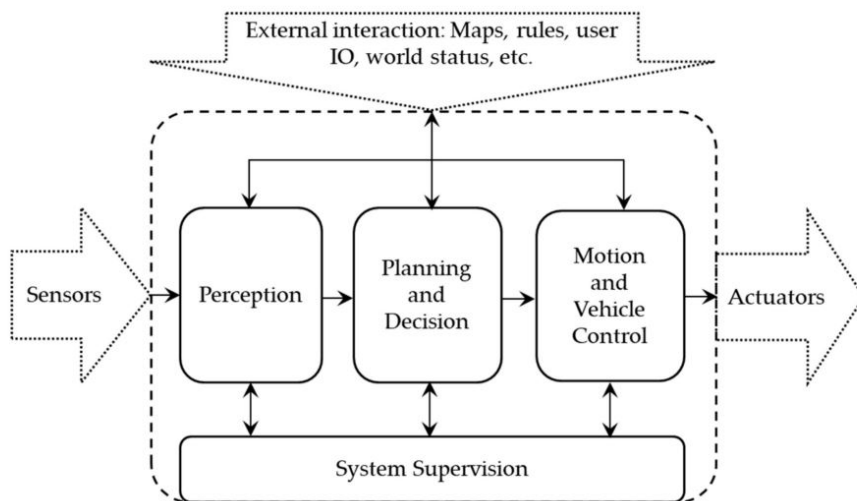 External interaction: Maps, rules, user
IO, world status, etc.
Sensors
Perception
Planning
and
Decision
Motion
and
Vehicle
Control
Actuators
System Supervision